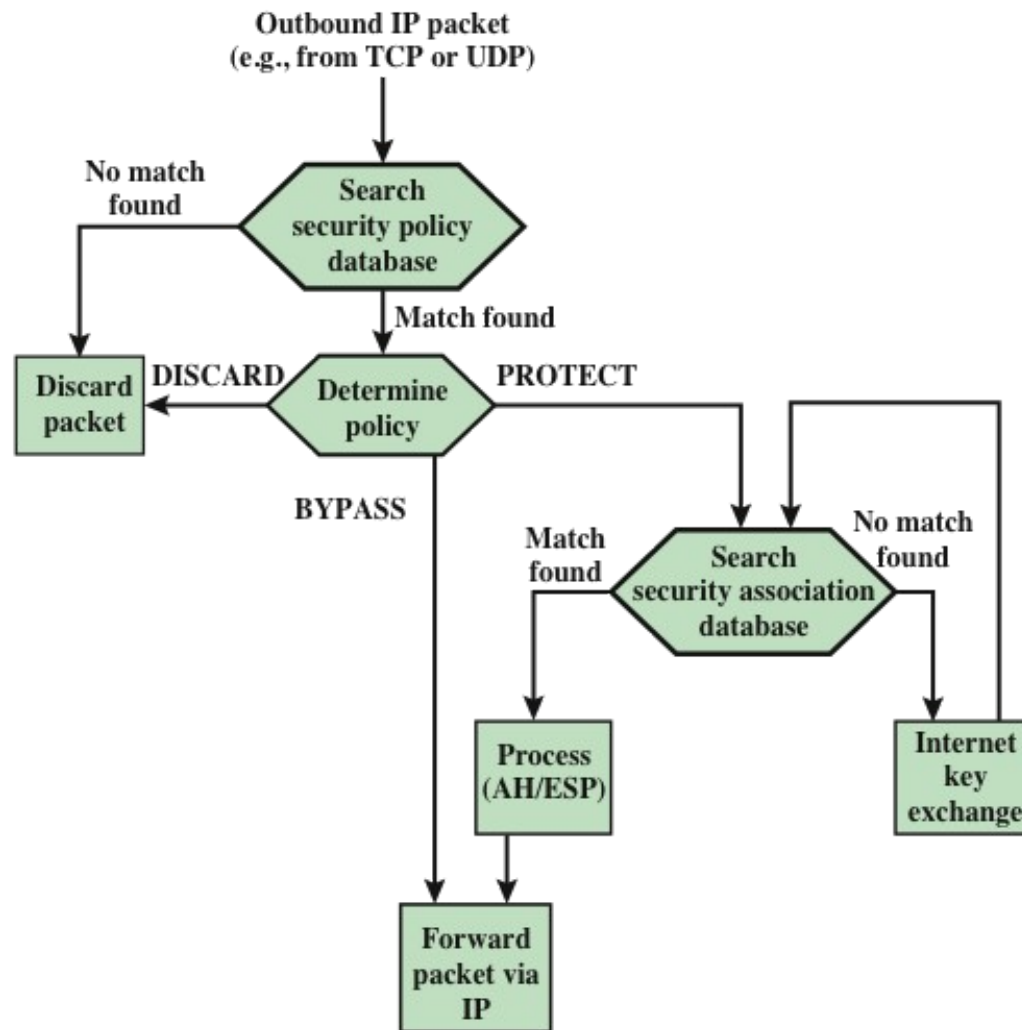 Outbound IP packet
(e.g., from TCP or UDP)
No match
found
Search
security policy
database
Match found
Discard
packet
DISCARD
Determine
policy
PROTECT
BYPASS
Match
found
Search
security association
database
No match
found
Process
(AH/ESP)
Internet
key
exchange
Forward
packet via
IP